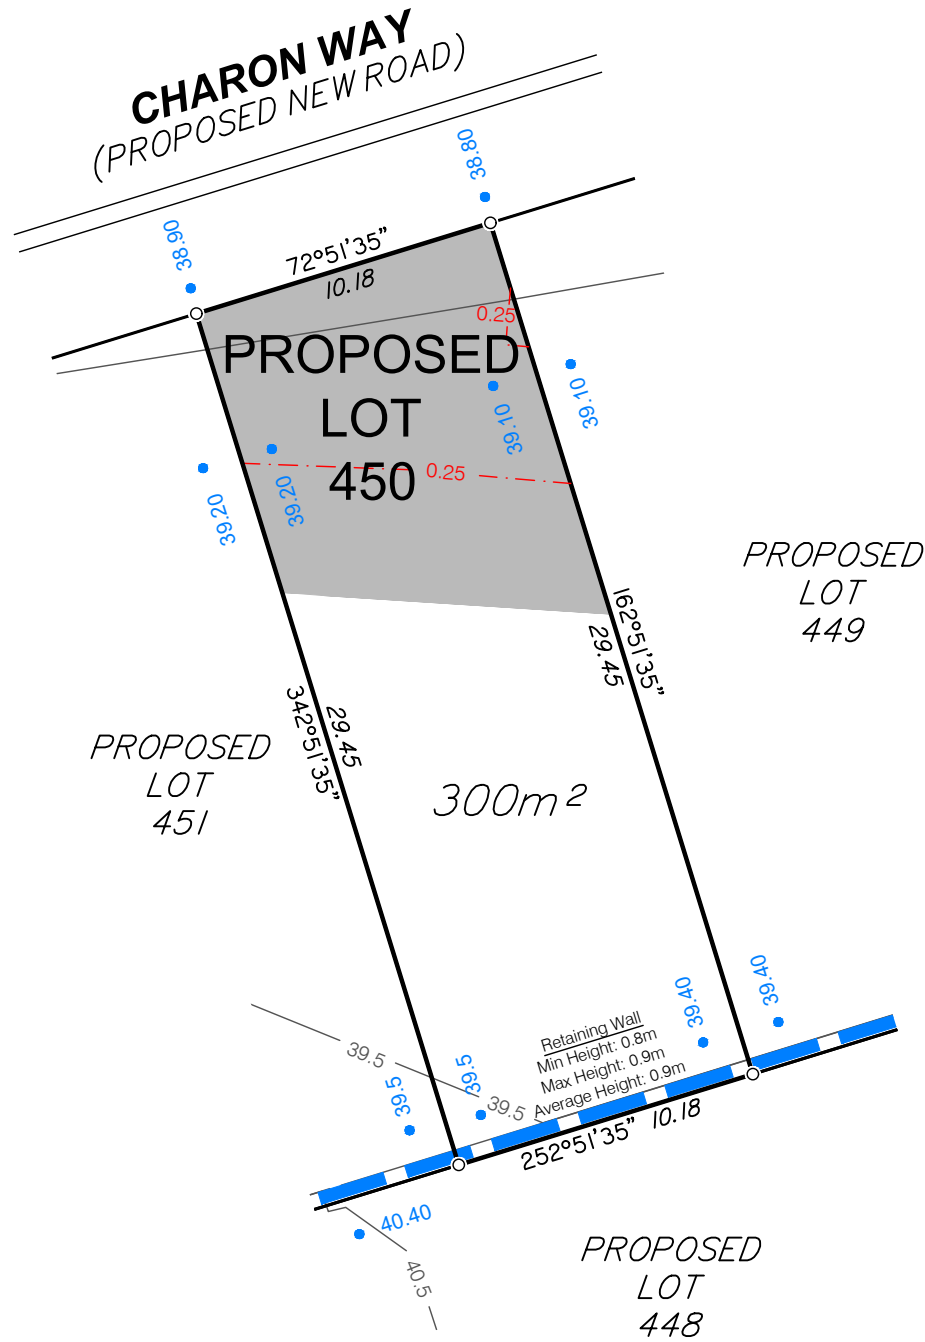 CHARON WAY
(PROPOSED NEW ROAD)
38.80
38.90
72°51'35"
10.18
0.25
PROPOSED
LOT
450
39.10
39.10
0.25
39.20
39.20
PROPOSED
LOT
449
162°51'35"
29.45
29.45
342°51'35"
PROPOSED
LOT
451
300m²
39.40
39.40
Retaining Wall
Min Height: 0.8m
Max Height: 0.9m
Average Height: 0.9m
39.5
39.5
39.5
39.5
252°51'35"
10.18
40.40
40.5
PROPOSED
LOT
448